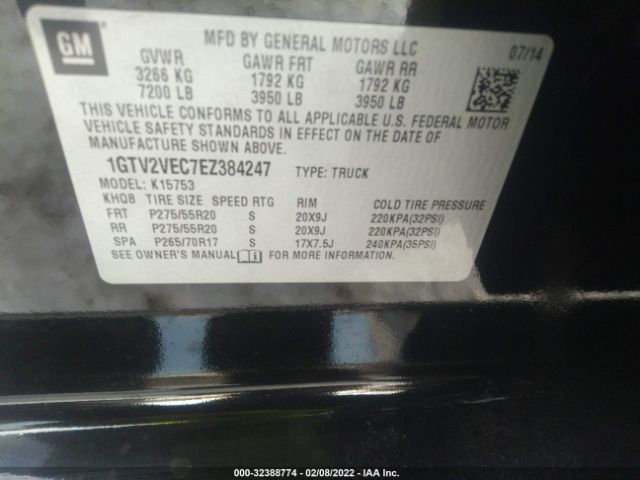 GM
MFD BY GENERAL MOTORS LLC 07/14
GVWR GAWR FRT GAWR RR
3266 KG 1792 KG 1792 KG
7200 LB 3950 LB 3950 LB
THIS VEHICLE CONFORMS TO ALL APPLICABLE U.S. FEDERAL MOTOR
VEHICLE SAFETY STANDARDS IN EFFECT ON THE DATE OF
MANUFACTURE SHOWN ABOVE.
1GTV2VEC7EZ384247 TYPE: TRUCK
MODEL: K15753
KHQ8 TIRE SIZE SPEED RTG RIM COLD TIRE PRESSURE
FRT P275/55R20 S 20X9J 220KPA(32PSI)
RR P275/55R20 S 20X9J 220KPA(32PSI)
SPA P265/70R17 S 17X7.5J 240KPA(35PSI)
SEE OWNER'S MANUAL FOR MORE INFORMATION.
000-32388774 - 02/08/2022 - IAA Inc.